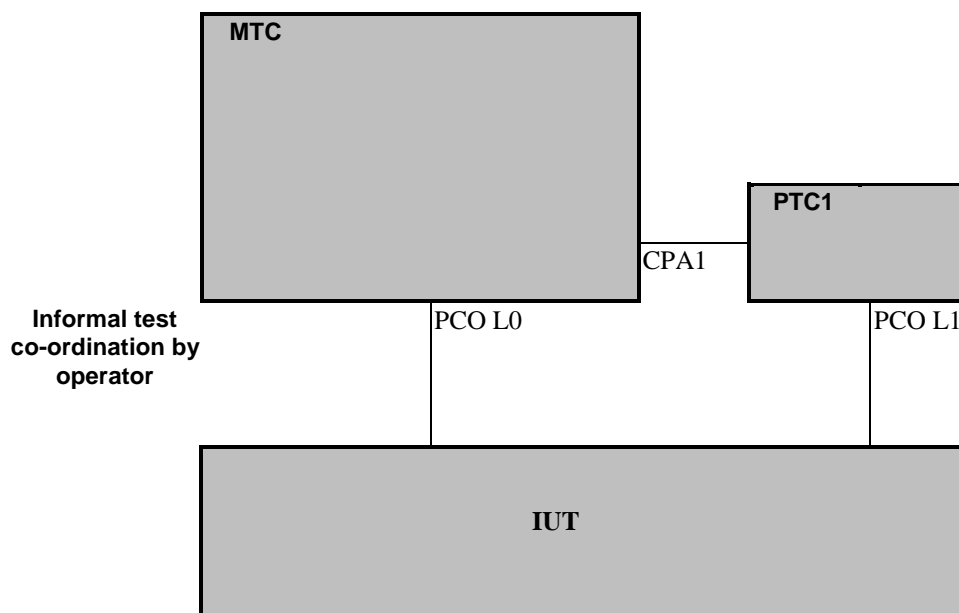 MTC
PTC1
CPA1
Informal test
co-ordination by
operator
PCO L0
PCO L1
IUT